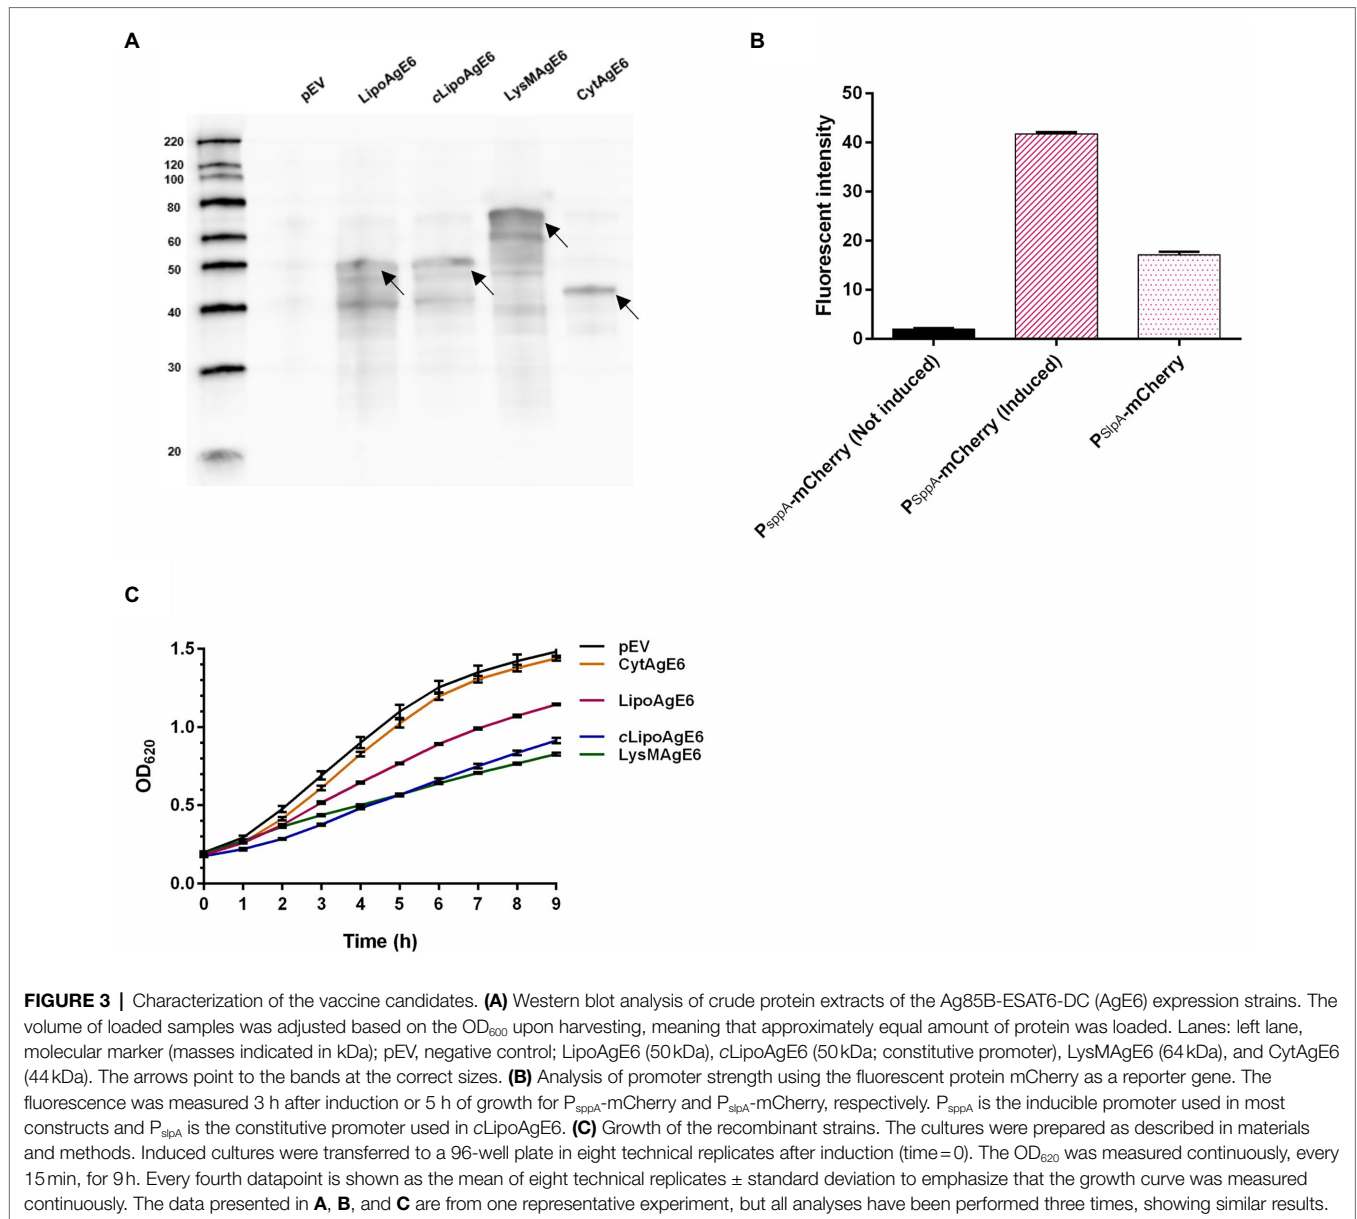 A
pEV
LipoAgE6
cLipoAgE6
LysMAgE6
CytAgE6
220
120
100
80
60
50
40
30
20
B
Fluorescent intensity
50
40
30
20
10
0
PsppA-mCherry (Not induced)
PSppA-mCherry (Induced)
PSlpA-mCherry
C
OD620
1.5
1.0
0.5
0.0
0 1 2 3 4 5 6 7 8 9
Time (h)
pEV
CytAgE6
LipoAgE6
cLipoAgE6
LysMAgE6
FIGURE 3 | Characterization of the vaccine candidates. (A) Western blot analysis of crude protein extracts of the Ag85B-ESAT6-DC (AgE6) expression strains. The
volume of loaded samples was adjusted based on the OD600 upon harvesting, meaning that approximately equal amount of protein was loaded. Lanes: left lane,
molecular marker (masses indicated in kDa); pEV, negative control; LipoAgE6 (50 kDa), cLipoAgE6 (50 kDa; constitutive promoter), LysMAgE6 (64 kDa), and CytAgE6
(44 kDa). The arrows point to the bands at the correct sizes. (B) Analysis of promoter strength using the fluorescent protein mCherry as a reporter gene. The
fluorescence was measured 3 h after induction or 5 h of growth for PsppA-mCherry and PslpA-mCherry, respectively. PsppA is the inducible promoter used in most
constructs and PslpA is the constitutive promoter used in cLipoAgE6. (C) Growth of the recombinant strains. The cultures were prepared as described in materials
and methods. Induced cultures were transferred to a 96-well plate in eight technical replicates after induction (time = 0). The OD620 was measured continuously, every
15 min, for 9 h. Every fourth datapoint is shown as the mean of eight technical replicates ± standard deviation to emphasize that the growth curve was measured
continuously. The data presented in A, B, and C are from one representative experiment, but all analyses have been performed three times, showing similar results.